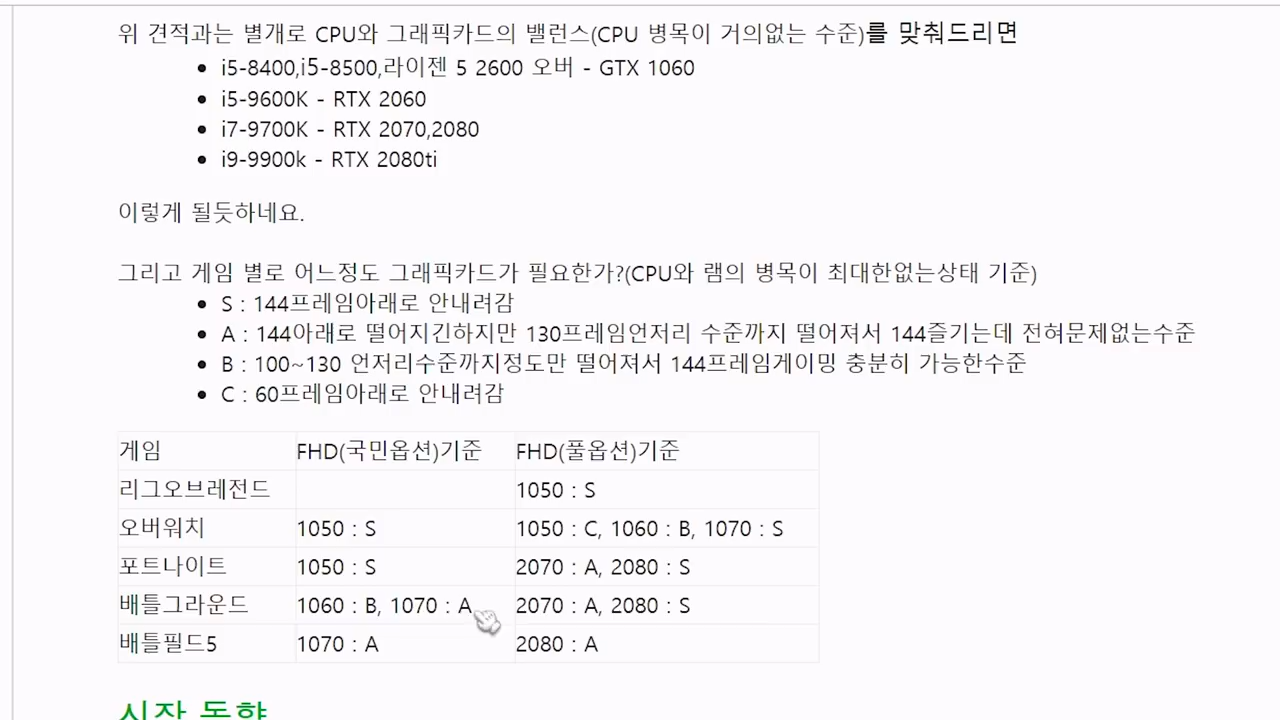 위 견적과는 별개로 CPU와 그래픽카드의 밸런스(CPU 병목이 거의없는 수준)를 맞춰드리면
• i5-8400,i5-8500,라이젠 5 2600 오버 - GTX 1060
• i5-9600K - RTX 2060
• i7-9700K - RTX 2070,2080
• i9-9900k - RTX 2080ti
이렇게 될듯하네요.
그리고 게임 별로 어느정도 그래픽카드가 필요한가?(CPU와 램의 병목이 최대한없는상태 기준)
• S : 144프레임아래로 안내려감
• A : 144아래로 떨어지긴하지만 130프레임언저리 수준까지 떨어져서 144즐기는데 전혀문제없는수준
• B : 100~130 언저리수준까지정도만 떨어져서 144프레임게이밍 충분히 가능한수준
• C : 60프레임아래로 안내려감
게임 FHD(국민옵션)기준 FHD(풀옵션)기준
리그오브레전드 1050 : S
오버워치 1050 : S 1050 : C, 1060 : B, 1070 : S
포트나이트 1050 : S 2070 : A, 2080 : S
배틀그라운드 1060 : B, 1070 : A 2070 : A, 2080 : S
배틀필드5 1070 : A 2080 : A
시장 동향